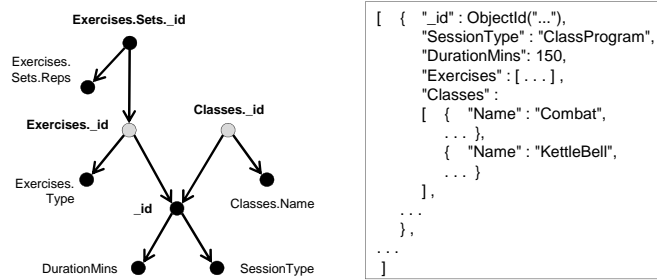 Exercises.Sets._id
Exercises.
Sets.Reps
Exercises._id
Classes._id
Exercises.
Type
_id
Classes.Name
DurationMins
SessionType
[ { "_id" : ObjectId("..."),
"SessionType" : "ClassProgram",
"DurationMins": 150,
"Exercises" : [ . . . ] ,
"Classes" :
[ { "Name" : "Combat",
. . . },
{ "Name" : "KettleBell",
. . . }
] ,
. . .
} ,
. . .
]